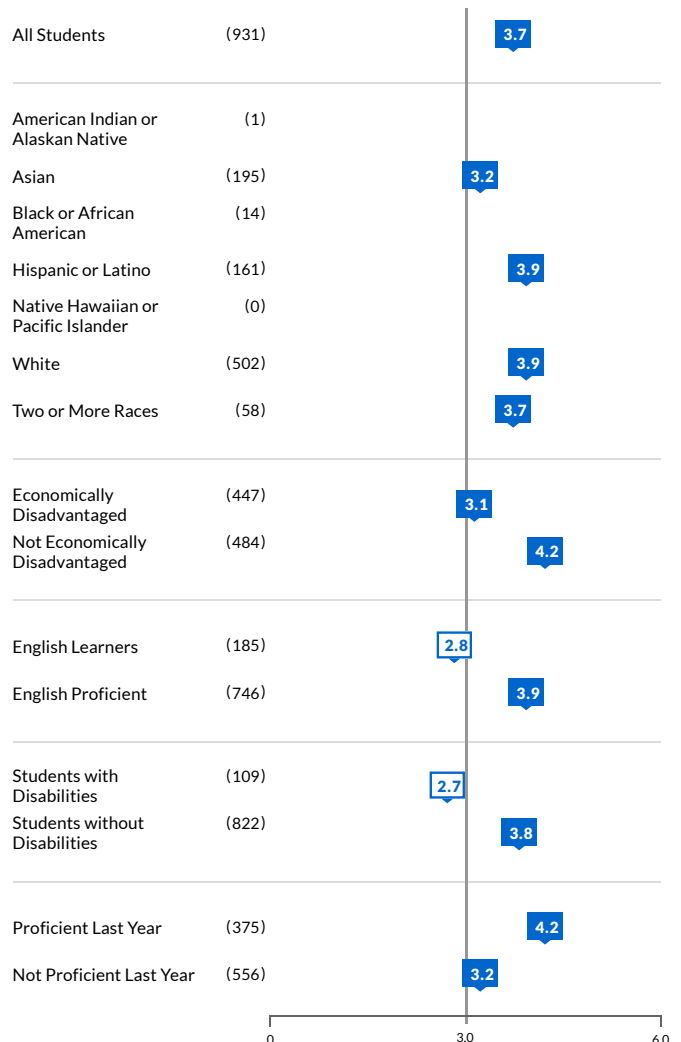 All Students (931) 3.7
American Indian or (1)
Alaskan Native
Asian (195) 3.2
Black or African (14)
American
Hispanic or Latino (161) 3.9
Native Hawaiian or (0)
Pacific Islander
White (502) 3.9
Two or More Races (58) 3.7
Economically (447) 3.1
Disadvantaged
Not Economically (484) 4.2
Disadvantaged
English Learners (185) 2.8
English Proficient (746) 3.9
Students with (109) 2.7
Disabilities
Students without (822) 3.8
Disabilities
Proficient Last Year (375) 4.2
Not Proficient Last Year (556) 3.2
0 3.0 6.0